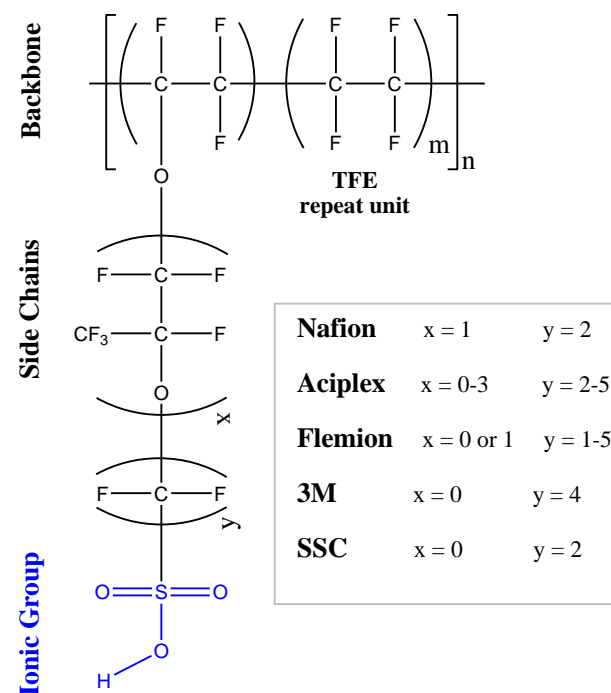 Backbone
Side Chains
Ionic Group
F F F F
C C C C
F F F
m
n
O
TFE
repeat unit
F C F
CF3 C F
O
x
F C F
y
O S O
O
H
Nafion x = 1 y = 2
Aciplex x = 0-3 y = 2-5
Flemion x = 0 or 1 y = 1-5
3M x = 0 y = 4
SSC x = 0 y = 2